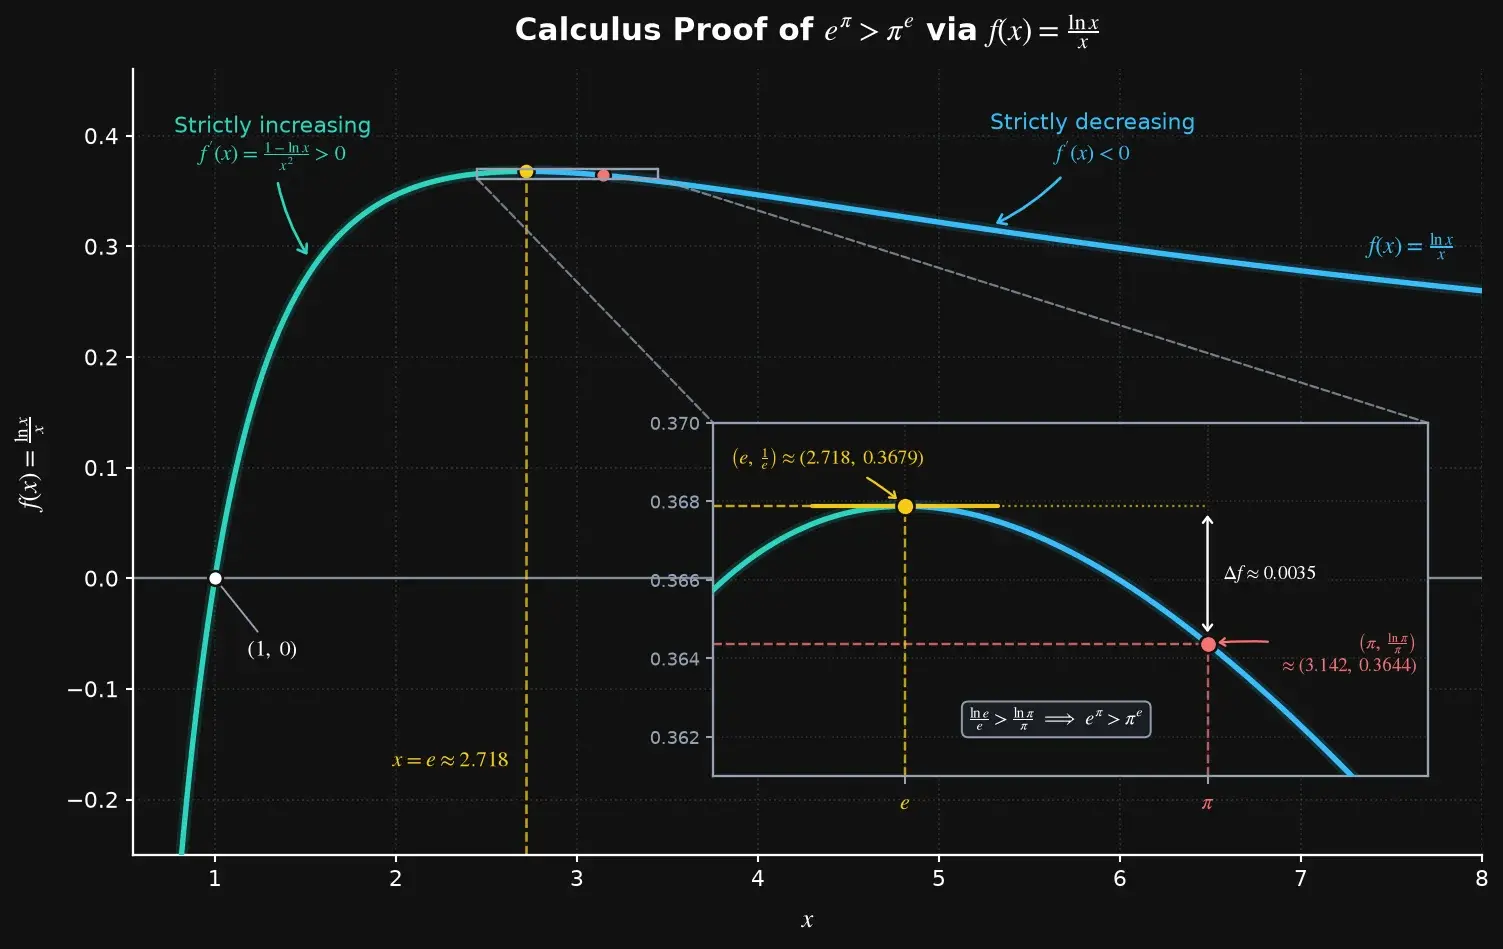 Calculus Proof of e^π > π^e via f(x) = ln x / x
Strictly increasing
f′(x) = (1 − ln x) / x² > 0
Strictly decreasing
f′(x) < 0
f(x) = ln x / x
f(x) = ln x / x
0.4
0.3
0.2
0.1
0.0
−0.1
−0.2
(1, 0)
x = e ≈ 2.718
0.370
0.368
0.366
0.364
0.362
(e, 1/e) ≈ (2.718, 0.3679)
Δf ≈ 0.0035
(π, ln π / π)
≈ (3.142, 0.3644)
ln e / e > ln π / π ⟹ e^π > π^e
e
π
1
2
3
4
5
6
7
8
x